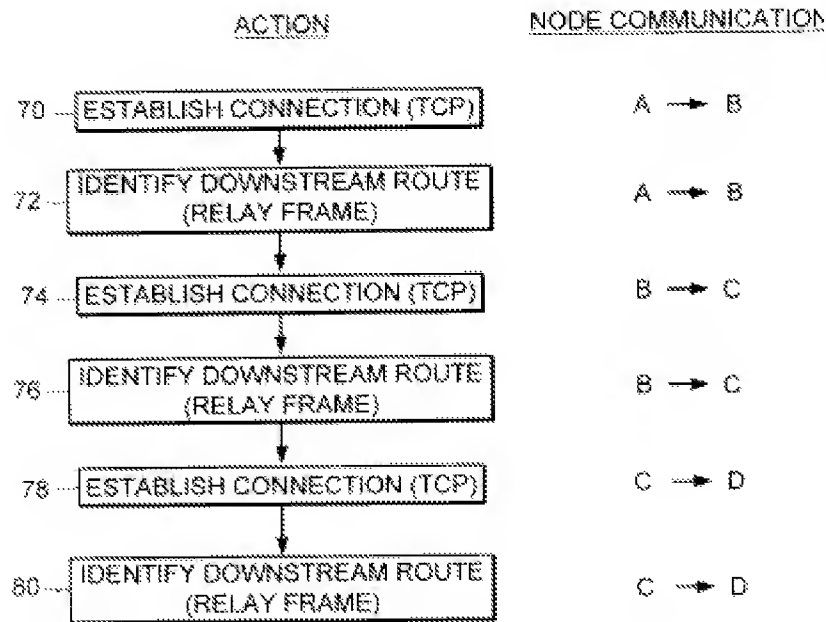 ACTION NODE COMMUNICATION
70 ESTABLISH CONNECTION (TCP) A → B
72 IDENTIFY DOWNSTREAM ROUTE
(RELAY FRAME) A → B
74 ESTABLISH CONNECTION (TCP) B → C
76 IDENTIFY DOWNSTREAM ROUTE
(RELAY FRAME) B → C
78 ESTABLISH CONNECTION (TCP) C → D
80 IDENTIFY DOWNSTREAM ROUTE
(RELAY FRAME) C → D